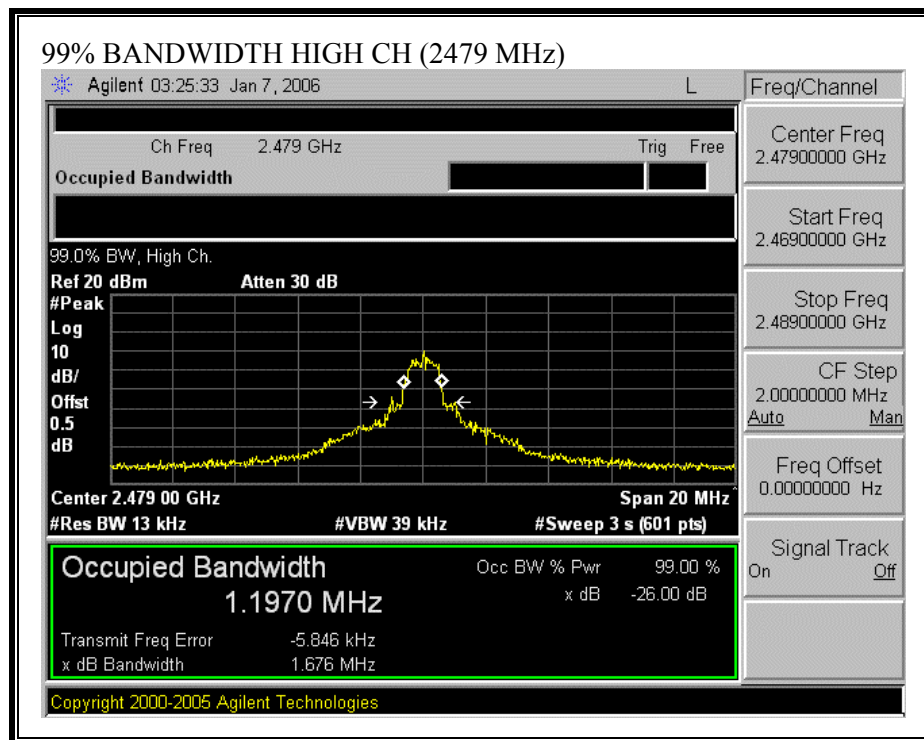 99% BANDWIDTH HIGH CH (2479 MHz)
Agilent 03:25:33 Jan 7, 2006 L
Freq/Channel
Ch Freq 2.479 GHz Trig Free
Occupied Bandwidth
99.0% BW, High Ch.
Ref 20 dBm Atten 30 dB
#Peak
Log
10
dB/
Offst
0.5
dB
Center 2.479 00 GHz Span 20 MHz
#Res BW 13 kHz #VBW 39 kHz #Sweep 3 s (601 pts)
Occupied Bandwidth Occ BW % Pwr 99.00 %
1.1970 MHz x dB -26.00 dB
Transmit Freq Error -5.846 kHz
x dB Bandwidth 1.676 MHz
Copyright 2000-2005 Agilent Technologies
Center Freq
2.47900000 GHz
Start Freq
2.46900000 GHz
Stop Freq
2.48900000 GHz
CF Step
2.00000000 MHz
Auto Man
Freq Offset
0.00000000 Hz
Signal Track
On Off